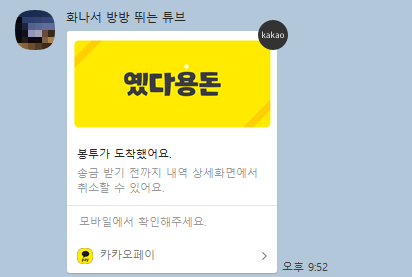 화나서 방방 뛰는 튜브
kakao
옜다용돈
봉투가 도착했어요.
송금 받기 전까지 내역 상세화면에서
취소할 수 있어요.
모바일에서 확인해주세요.
pay 카카오페이
오후 9:52